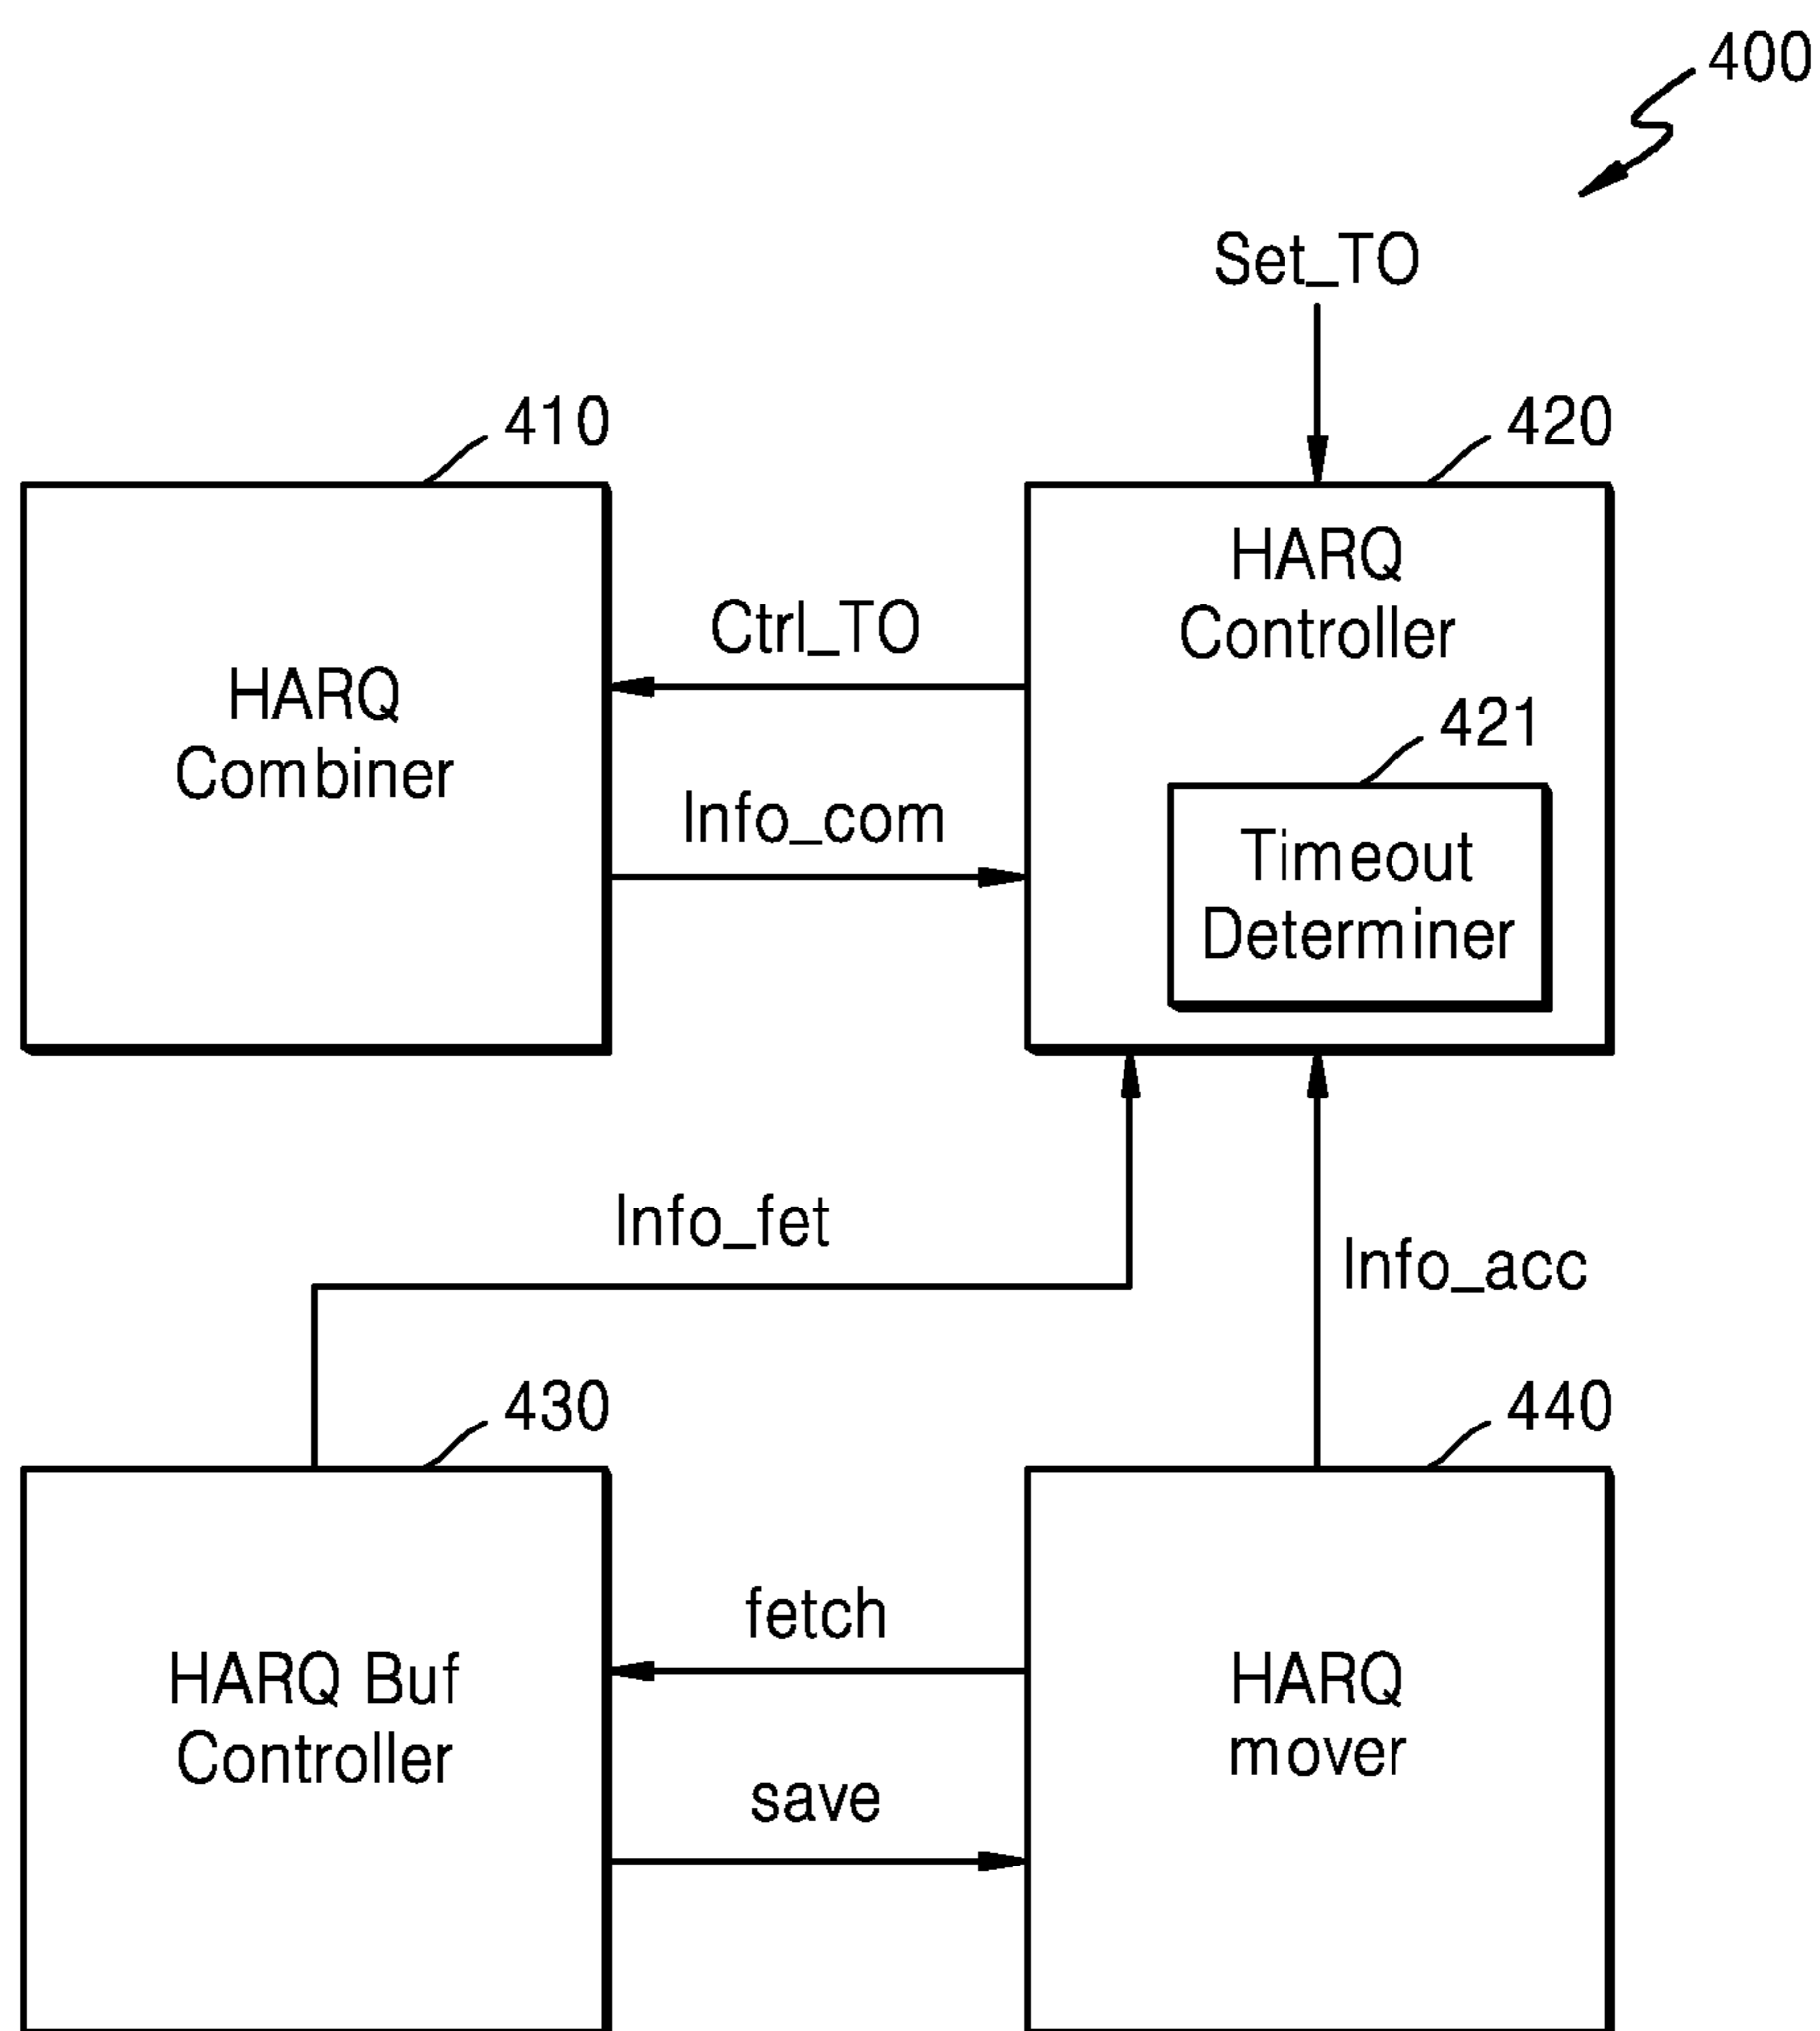 400
Set_TO
410
420
HARQ
Controller
Ctrl_TO
HARQ
Combiner
421
Info_com
Timeout
Determiner
Info_fet
Info_acc
430
440
fetch
HARQ Buf
Controller
HARQ
mover
save